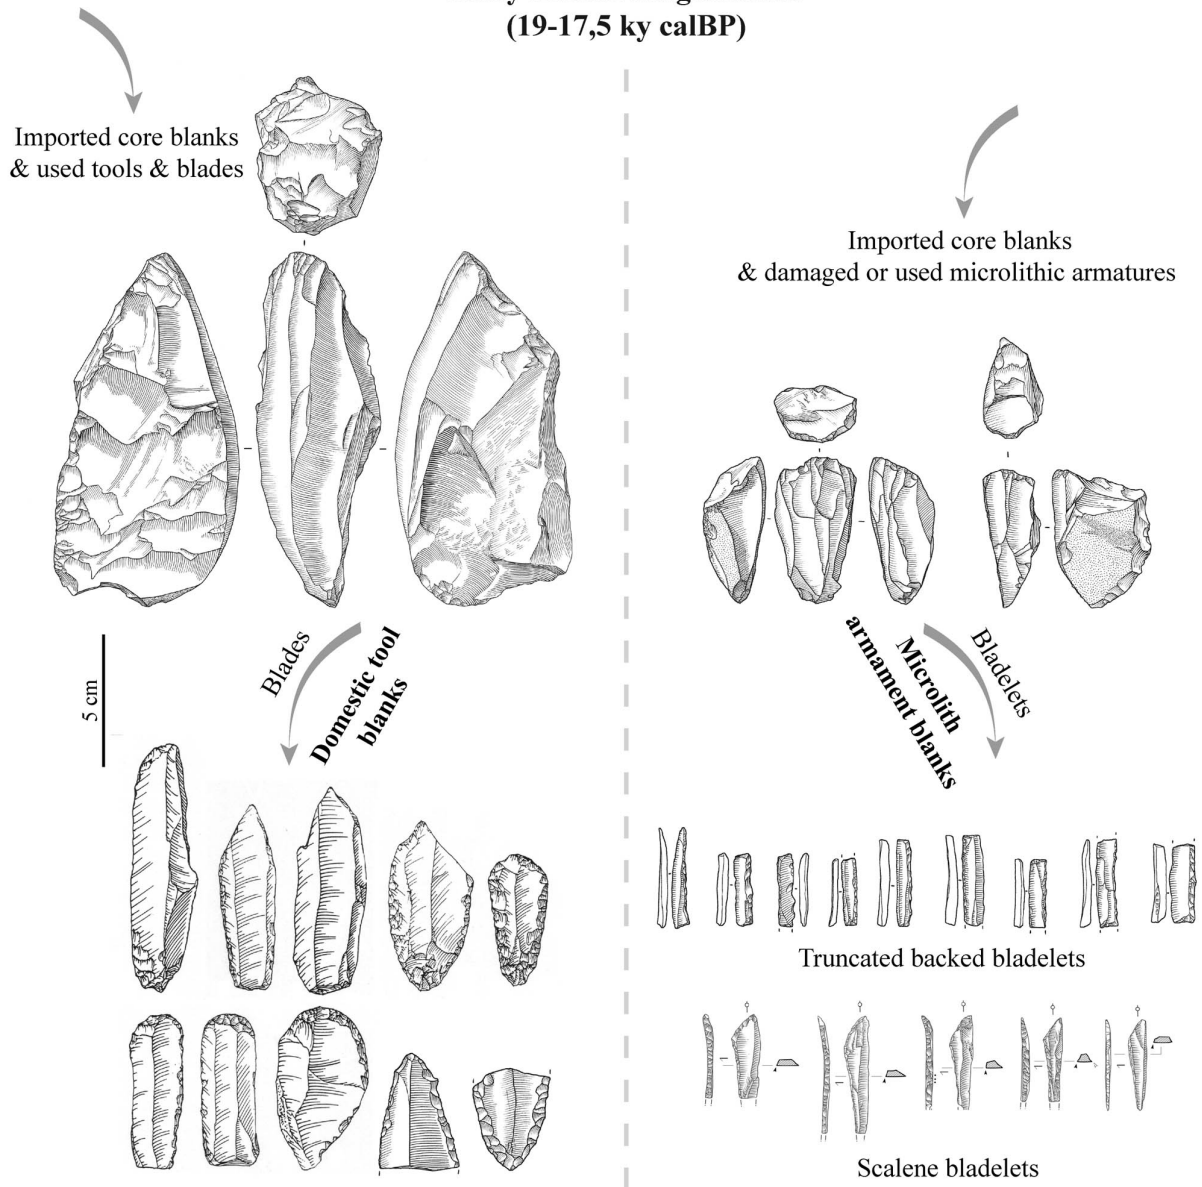 (19-17,5 ky calBP)
Imported core blanks
& used tools & blades
Imported core blanks
& damaged or used microlithic armatures
5 cm
Blades
Domestic tool
blanks
Microlith
armament blanks
Bladelets
Truncated backed bladelets
Scalene bladelets